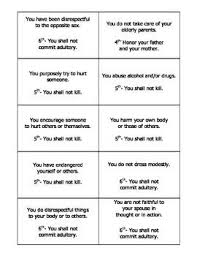 You have been disrespectful
to the opposite sex.
6th- You shall not
commit adultery.
You do not take care of your
elderly parents.
4th Honor your father
and your mother.
You purposely try to hurt
someone.
5th- You shall not kill.
You abuse alcohol and/or drugs.
5th- You shall not kill.
You encourage someone
to hurt others or themselves.
5th- You shall not kill.
You harm your own body
or those of others.
5th- You shall not kill.
You have endangered
yourself or others.
5th- You shall not kill.
You do not dress modestly.
6th- You shall not
commit adultery.
You do disrespectful things
to your body or to others.
6th- You shall not
commit adultery.
You are not faithful to
your spouse in
thought or in action.
6th- You shall not
commit adultery.